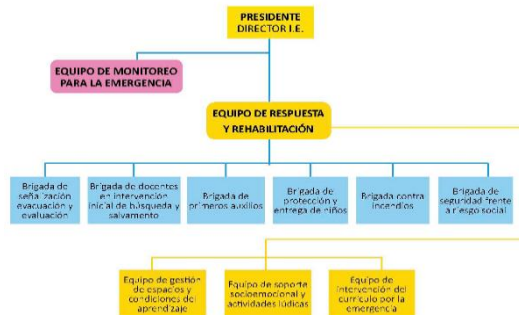 PRESIDENTE
DIRECTOR I.E.
EQUIPO DE MONITOREO
PARA LA EMERGENCIA
EQUIPO DE RESPUESTA
Y REHABILITACIÓN
Brigada de
señalización
evacuación y
evaluación
Brigada de docentes
en intervención
inicial de búsqueda y
salvamento
Brigada de
primeros auxilios
Brigada de
protección y
entrega de niños
Brigada contra
incendios
Brigada de
seguridad frente
a riesgo social
Equipo de gestión
de espacios y
condiciones de
aprendizaje
Equipo de soporte
socioemocional y
actividades lúdicas
Equipo de
intervención del
currículo por la
emergencia